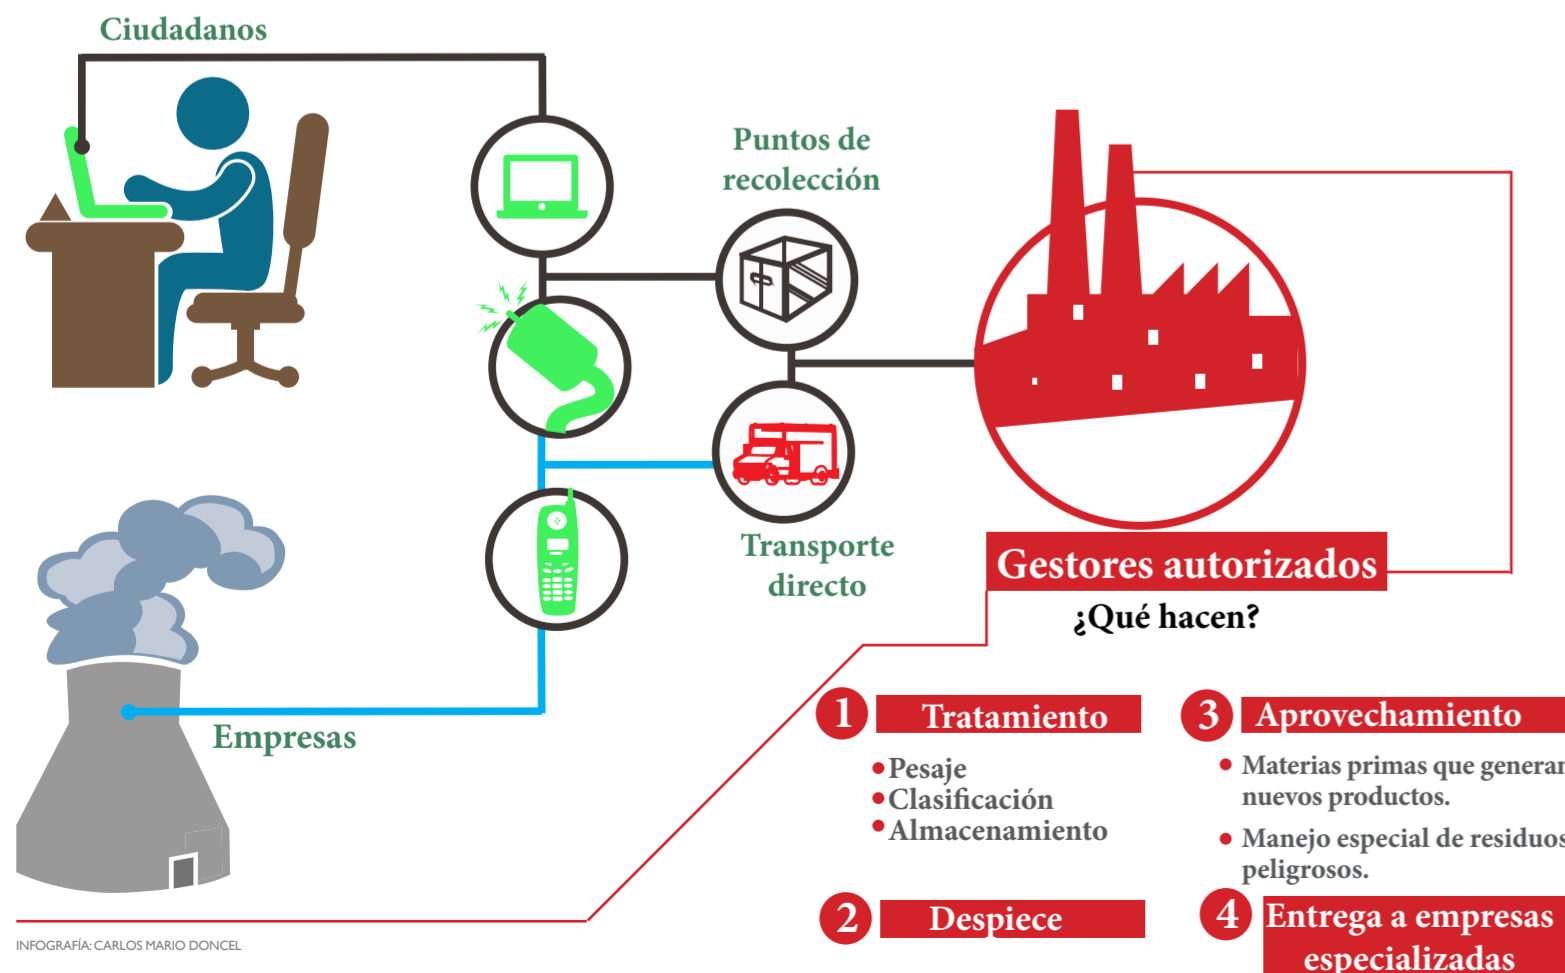 Ciudadanos
Puntos de
recolección
Transporte
directo
Empresas
Gestores autorizados
¿Qué hacen?
1 Tratamiento
Pesaje
Clasificación
Almacenamiento
2 Despiece
3 Aprovechamiento
Materias primas que generan
nuevos productos.
Manejo especial de residuos
peligrosos.
4 Entrega a empresas
especializadas
INFOGRAFÍA: CARLOS MARIO DONCEL